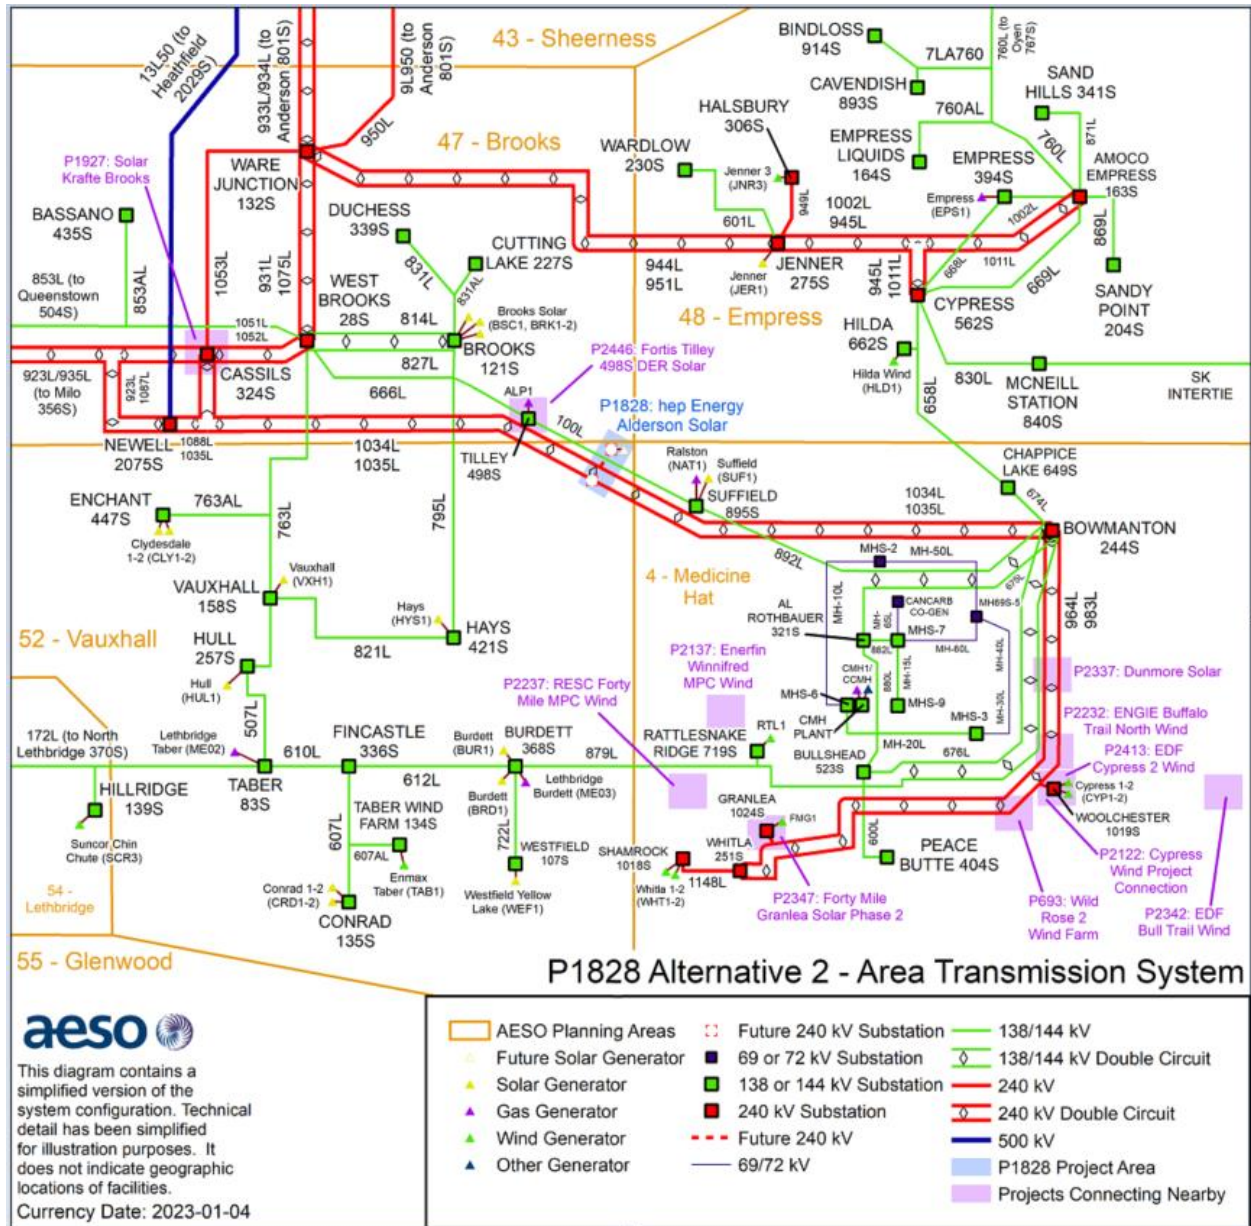 43 - Sheerness
13L50 (to
Heathfield
2029S)
933L/934L (to
Anderson 801S)
9L950 (to
Anderson
801S)
950L
BINDLOSS
914S
7LA760
760L (to
Oyen
767S)
CAVENDISH
893S
SAND
HILLS 341S
760AL
871L
47 - Brooks
HALSBURY
306S
WARDLOW
230S
Jenner 3
(JNR3)
949L
EMPRESS
LIQUIDS
164S
EMPRESS
394S
760L
AMOCO
EMPRESS
163S
Empress
(EPS1)
P1927: Solar
Krafte Brooks
WARE
JUNCTION
132S
BASSANO
435S
DUCHESS
339S
CUTTING
LAKE 227S
601L
1002L
945L
1002L
869L
853L (to
Queenstown
504S)
853AL
1053L
931L
1075L
WEST
BROOKS
28S
831L
831AL
944L
951L
Jenner
(JER1)
JENNER
275S
945L
1011L
668L
1011L
669L
SANDY
POINT
204S
CYPRESS
562S
48 - Empress
1051L
1052L
814L
Brooks Solar
(BSC1, BRK1-2)
BROOKS
121S
827L
HILDA
662S
Hilda Wind
(HLD1)
658L
830L
MCNEILL
STATION
840S
SK
INTERTIE
923L/935L
(to Milo
356S)
923L
1087L
CASSILS
324S
666L
P2446: Fortis Tilley
498S DER Solar
ALP1
P1828: hep Energy
Alderson Solar
100L
NEWELL
2075S
1088L
1035L
1034L
1035L
TILLEY
498S
Ralston
(NAT1)
Suffield
(SUF1)
SUFFIELD
895S
CHAPPICE
LAKE 649S
674L
1034L
1035L
BOWMANTON
244S
ENCHANT
447S
763AL
763L
795L
Clydesdale
1-2 (CLY1-2)
892L
MHS-2
MH-50L
675L
964L
983L
4 - Medicine
Hat
MH-10L
VAUXHALL
158S
Vauxhall
(VXH1)
AL
ROTHBAUER
321S
MH-
65L
CANCARB
CO-GEN
MH69S-5
MHS-7
882L
MH-60L
MH-40L
52 - Vauxhall
HULL
257S
Hull
(HUL1)
Hays
(HYS1)
HAYS
421S
821L
P2137: Enerfin
Winnifred
MPC Wind
CMH1/
CCMH
880L
MH-15L
MH-30L
P2337: Dunmore Solar
P2237: RESC Forty
Mile MPC Wind
MHS-6
MHS-9
MHS-3
CMH
PLANT
MH-20L
P2232: ENGIE Buffalo
Trail North Wind
172L (to North
Lethbridge 370S)
Lethbridge
Taber (ME02)
507L
610L
FINCASTLE
336S
Burdett
(BUR1)
BURDETT
368S
879L
RATTLESNAKE
RIDGE 719S
RTL1
BULLSHEAD
523S
676L
P2413: EDF
Cypress 2 Wind
HILLRIDGE
139S
TABER
83S
612L
Burdett
(BRD1)
Lethbridge
Burdett (ME03)
Cypress 1-2
(CYP1-2)
WOOLCHESTER
1019S
Suncor Chin
Chute (SCR3)
607L
TABER WIND
FARM 134S
607AL
Enmax
Taber (TAB1)
722L
WESTFIELD
107S
Westfield Yellow
Lake (WEF1)
GRANLEA
1024S
FMG1
SHAMROCK
1018S
WHITLA
251S
Whitla 1-2
(WHT1-2)
1148L
600L
PEACE
BUTTE 404S
P2122: Cypress
Wind Project
Connection
54 -
Lethbridge
Conrad 1-2
(CRD1-2)
CONRAD
135S
P2347: Forty Mile
Granlea Solar Phase 2
P693: Wild
Rose 2
Wind Farm
P2342: EDF
Bull Trail Wind
55 - Glenwood
P1828 Alternative 2 - Area Transmission System
aeso
This diagram contains a
simplified version of the
system configuration. Technical
detail has been simplified
for illustration purposes. It
does not indicate geographic
locations of facilities.
Currency Date: 2023-01-04
AESO Planning Areas
Future Solar Generator
Solar Generator
Gas Generator
Wind Generator
Other Generator
Future 240 kV Substation
69 or 72 kV Substation
138 or 144 kV Substation
240 kV Substation
Future 240 kV
69/72 kV
138/144 kV
138/144 kV Double Circuit
240 kV
240 kV Double Circuit
500 kV
P1828 Project Area
Projects Connecting Nearby